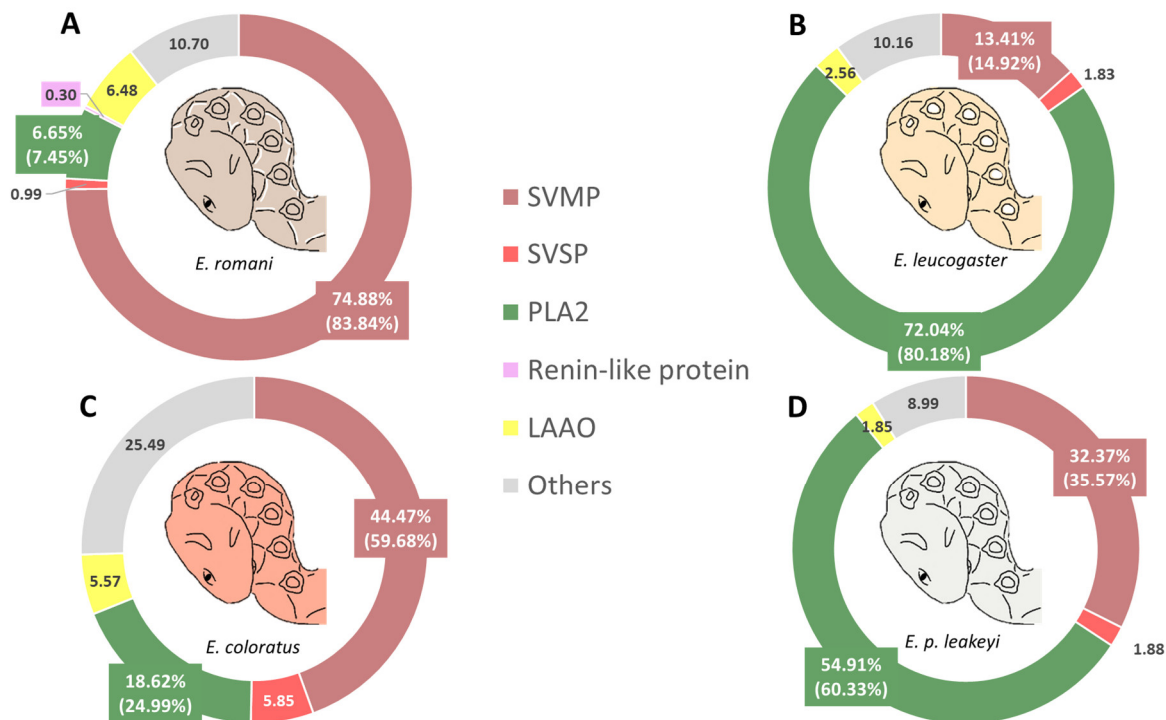 A
10.70
6.48
0.30
6.65%
(7.45%)
0.99
E. romani
74.88%
(83.84%)
B
10.16
13.41%
(14.92%)
2.56
1.83
E. leucogaster
72.04%
(80.18%)
SVMP
SVSP
PLA2
Renin-like protein
LAAO
Others
C
25.49
44.47%
(59.68%)
5.57
E. coloratus
18.62%
(24.99%)
5.85
D
8.99
1.85
32.37%
(35.57%)
E. p. leakeyi
1.88
54.91%
(60.33%)